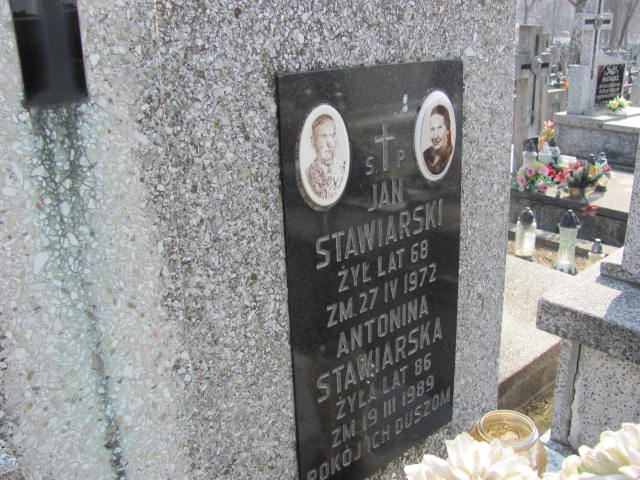 Ś † P
JAN
STAWIARSKI
ŻYŁ LAT 68
ZM. 27 IV 1972
ANTONINA
STAWIARSKA
ŻYŁA LAT 86
ZM 19 III 1989
POKÓJ ICH DUSZOM